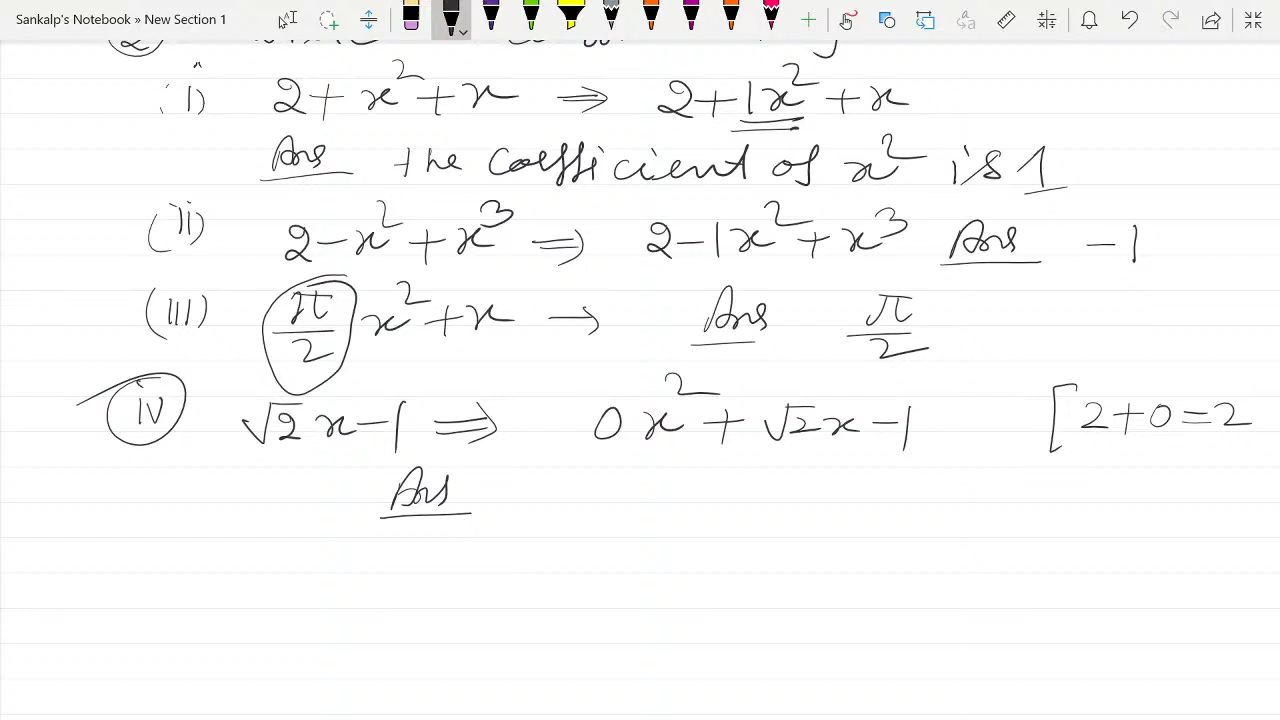 Sankalp's Notebook » New Section 1
(i) 2+x²+x ⇒ 2+1x²+x
Ans the coefficient of x² is 1
(ii) 2-x²+x³ ⇒ 2-1x²+x³ Ans -1
(iii) π/2 x²+x → Ans π/2
iv √2x-1 ⇒ 0x²+√2x-1 [2+0=2
Ans